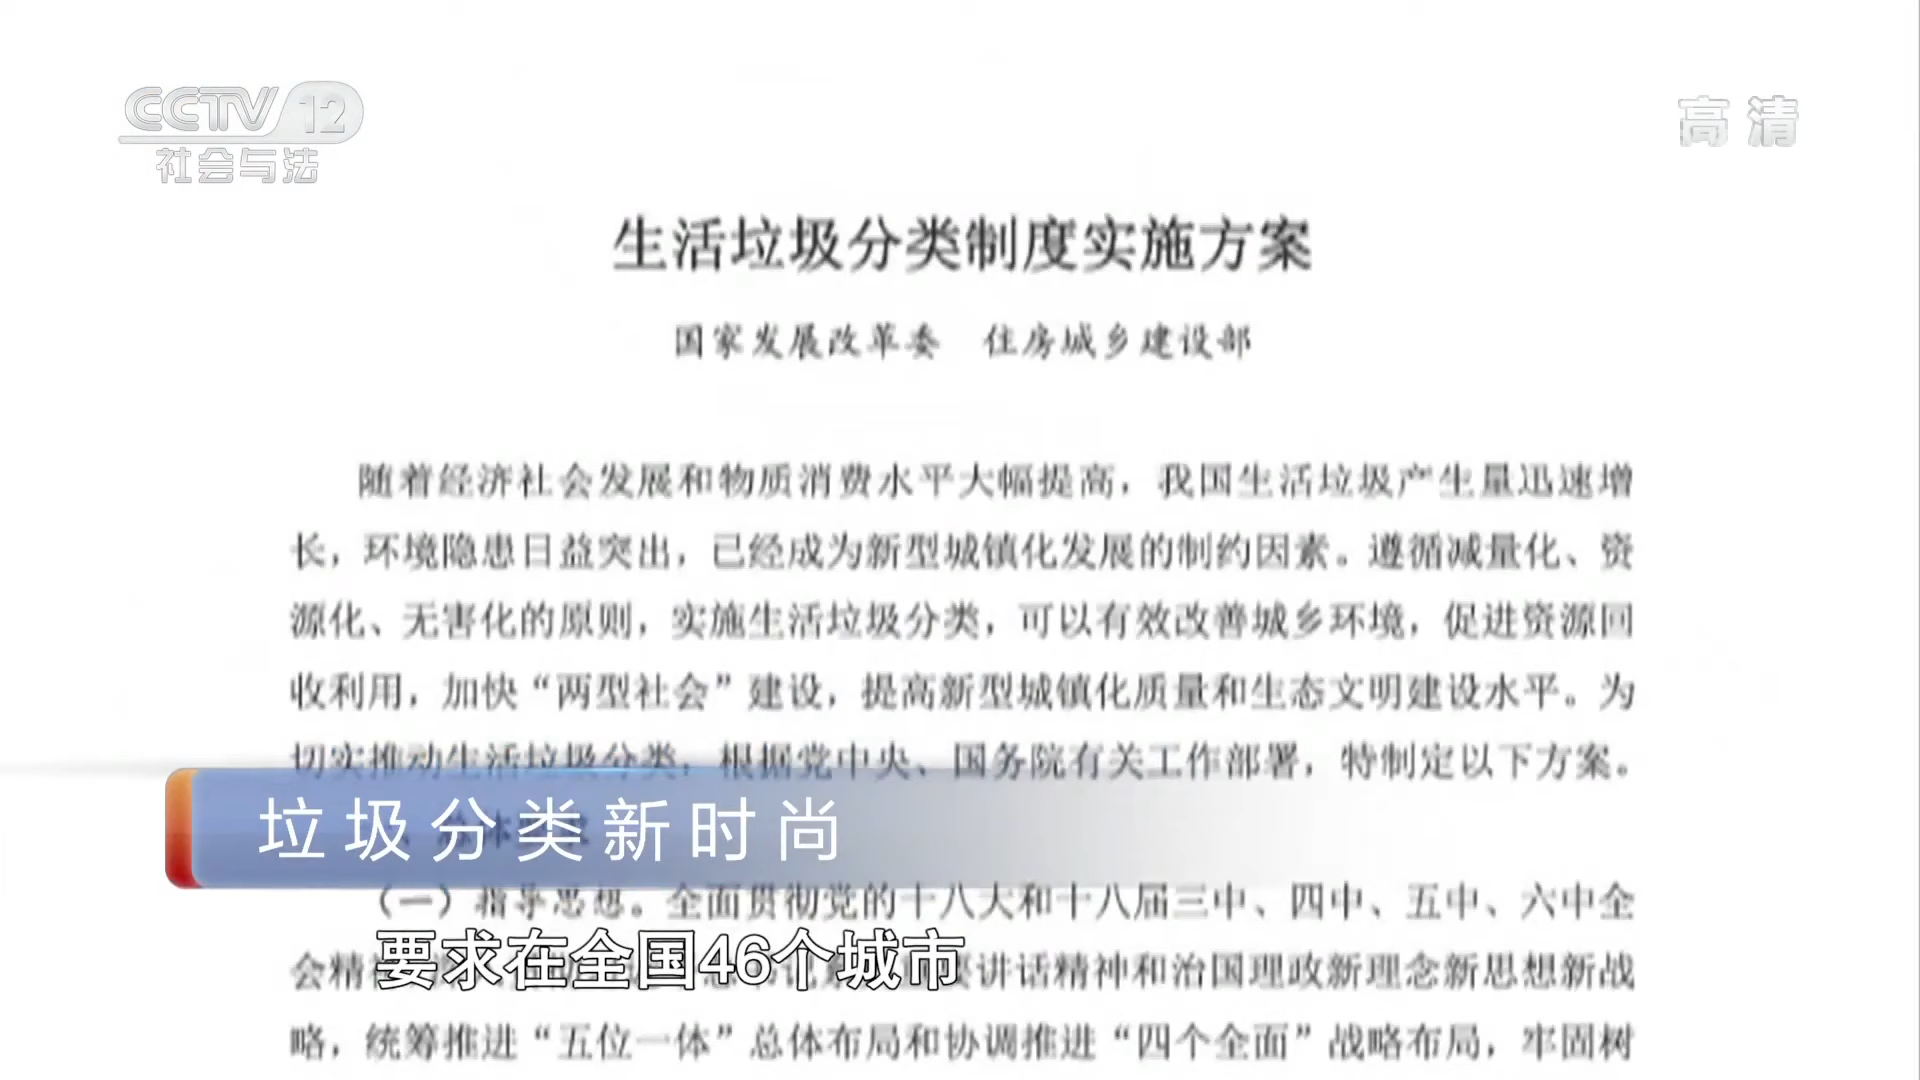 CCTV 12
社会与法
高清
生活垃圾分类制度实施方案
国家发展改革委 住房城乡建设部
随着经济社会发展和物质消费水平大幅提高，我国生活垃圾产生量迅速增
长，环境隐患日益突出，已经成为新型城镇化发展的制约因素。遵循减量化、资
源化、无害化的原则，实施生活垃圾分类，可以有效改善城乡环境，促进资源回
收利用，加快“两型社会”建设，提高新型城镇化质量和生态文明建设水平。为
切实推动生活垃圾分类，根据党中央、国务院有关工作部署，特制定以下方案。
垃圾分类新时尚
（一）指导思想。全面贯彻党的十八大和十八届三中、四中、五中、六中全
会精
要求在全国46个城市
讲话精神和治国理政新理念新思想新战
略，统筹推进“五位一体”总体布局和协调推进“四个全面”战略布局，牢固树